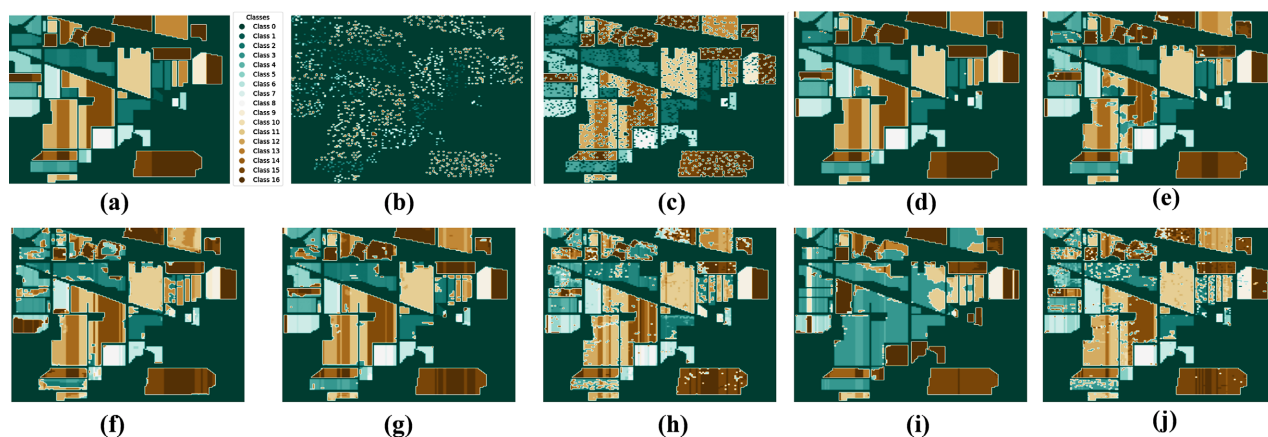 Classes
Class 0
Class 1
Class 2
Class 3
Class 4
Class 5
Class 6
Class 7
Class 8
Class 9
Class 10
Class 11
Class 12
Class 13
Class 14
Class 15
Class 16
(a)
(b)
(c)
(d)
(e)
(f)
(g)
(h)
(i)
(j)